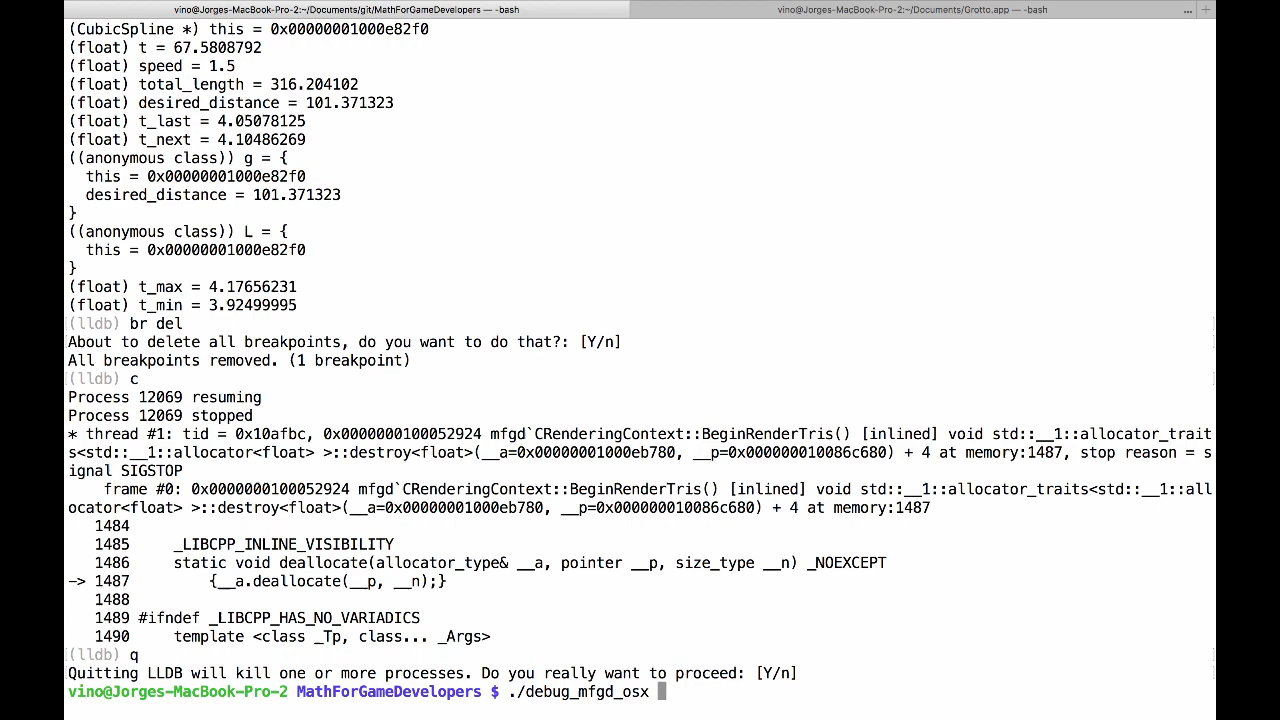 vino@Jorges-MacBook-Pro-2:~/Documents/git/MathForGameDevelopers — -bash
vino@Jorges-MacBook-Pro-2:~/Documents/Grotto.app — -bash
... +
(CubicSpline *) this = 0x00000001000e82f0
(float) t = 67.5808792
(float) speed = 1.5
(float) total_length = 316.204102
(float) desired_distance = 101.371323
(float) t_last = 4.05078125
(float) t_next = 4.10486269
((anonymous class)) g = {
  this = 0x00000001000e82f0
  desired_distance = 101.371323
}
((anonymous class)) L = {
  this = 0x00000001000e82f0
}
(float) t_max = 4.17656231
(float) t_min = 3.92499995
(lldb) br del
About to delete all breakpoints, do you want to do that?: [Y/n]
All breakpoints removed. (1 breakpoint)
(lldb) c
Process 12069 resuming
Process 12069 stopped
* thread #1: tid = 0x10afbc, 0x0000000100052924 mfgd`CRenderingContext::BeginRenderTris() [inlined] void std::__1::allocator_trait
s<std::__1::allocator<float> >::destroy<float>(__a=0x00000001000eb780, __p=0x000000010086c680) + 4 at memory:1487, stop reason = s
ignal SIGSTOP
    frame #0: 0x0000000100052924 mfgd`CRenderingContext::BeginRenderTris() [inlined] void std::__1::allocator_traits<std::__1::all
ocator<float> >::destroy<float>(__a=0x00000001000eb780, __p=0x000000010086c680) + 4 at memory:1487
   1484
   1485     _LIBCPP_INLINE_VISIBILITY
   1486     static void deallocate(allocator_type& __a, pointer __p, size_type __n) _NOEXCEPT
-> 1487         {__a.deallocate(__p, __n);}
   1488
   1489 #ifndef _LIBCPP_HAS_NO_VARIADICS
   1490     template <class _Tp, class... _Args>
(lldb) q
Quitting LLDB will kill one or more processes. Do you really want to proceed: [Y/n]
vino@Jorges-MacBook-Pro-2 MathForGameDevelopers $ ./debug_mfgd_osx